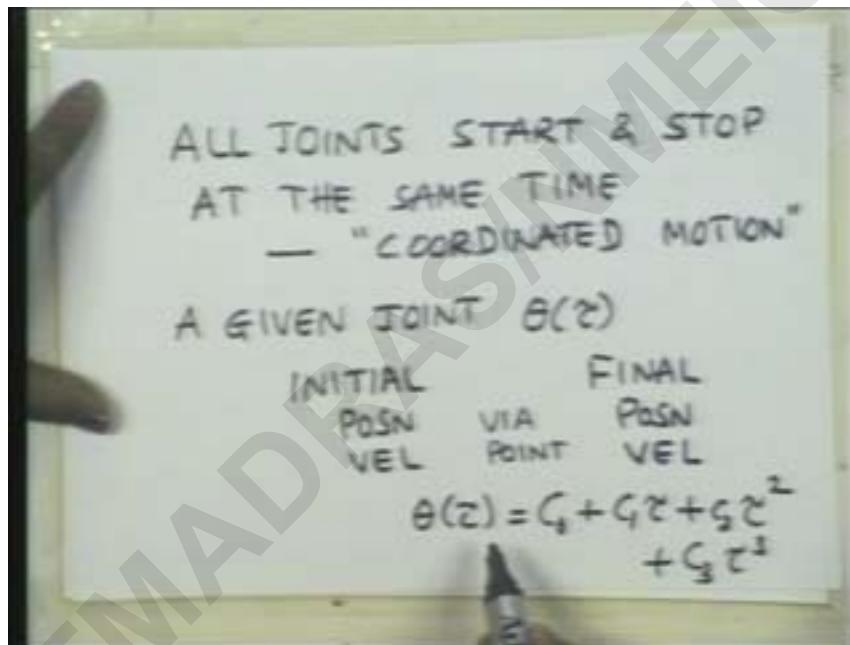 ALL JOINTS START & STOP
AT THE SAME TIME
— "COORDINATED MOTION"
A GIVEN JOINT θ(τ)
INITIAL FINAL
POSN VIA POSN
VEL POINT VEL
θ(τ) = C₀ + C₁τ + C₂τ²
+ C₃τ³